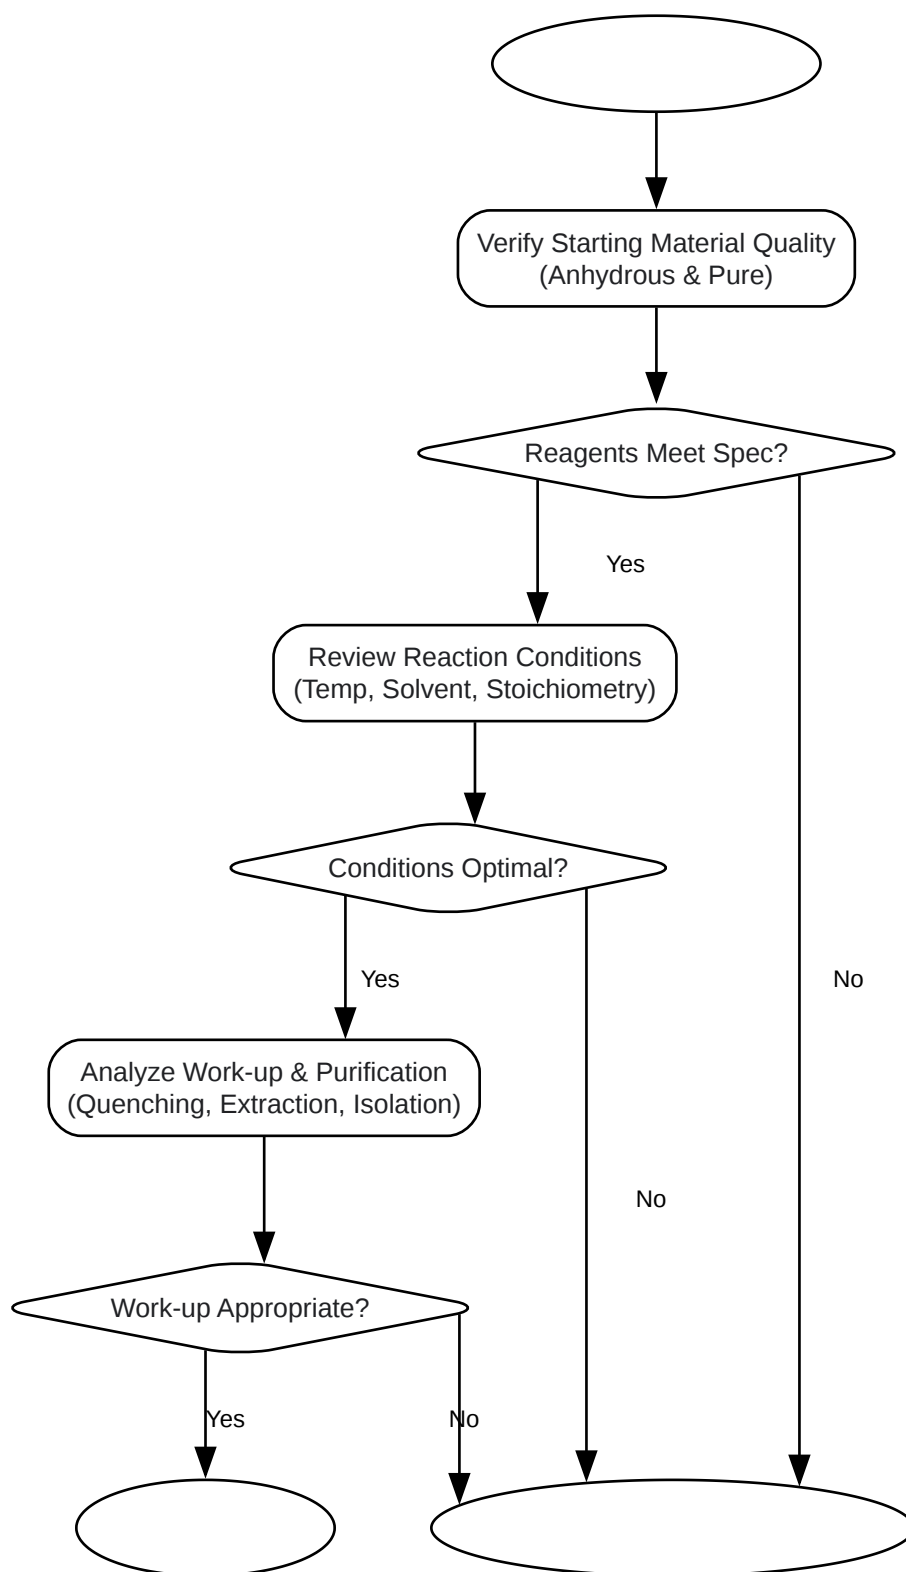 Verify Starting Material Quality
(Anhydrous & Pure)
Reagents Meet Spec?
Yes
Review Reaction Conditions
(Temp, Solvent, Stoichiometry)
Conditions Optimal?
Yes
No
Analyze Work-up & Purification
(Quenching, Extraction, Isolation)
No
Work-up Appropriate?
Yes
No